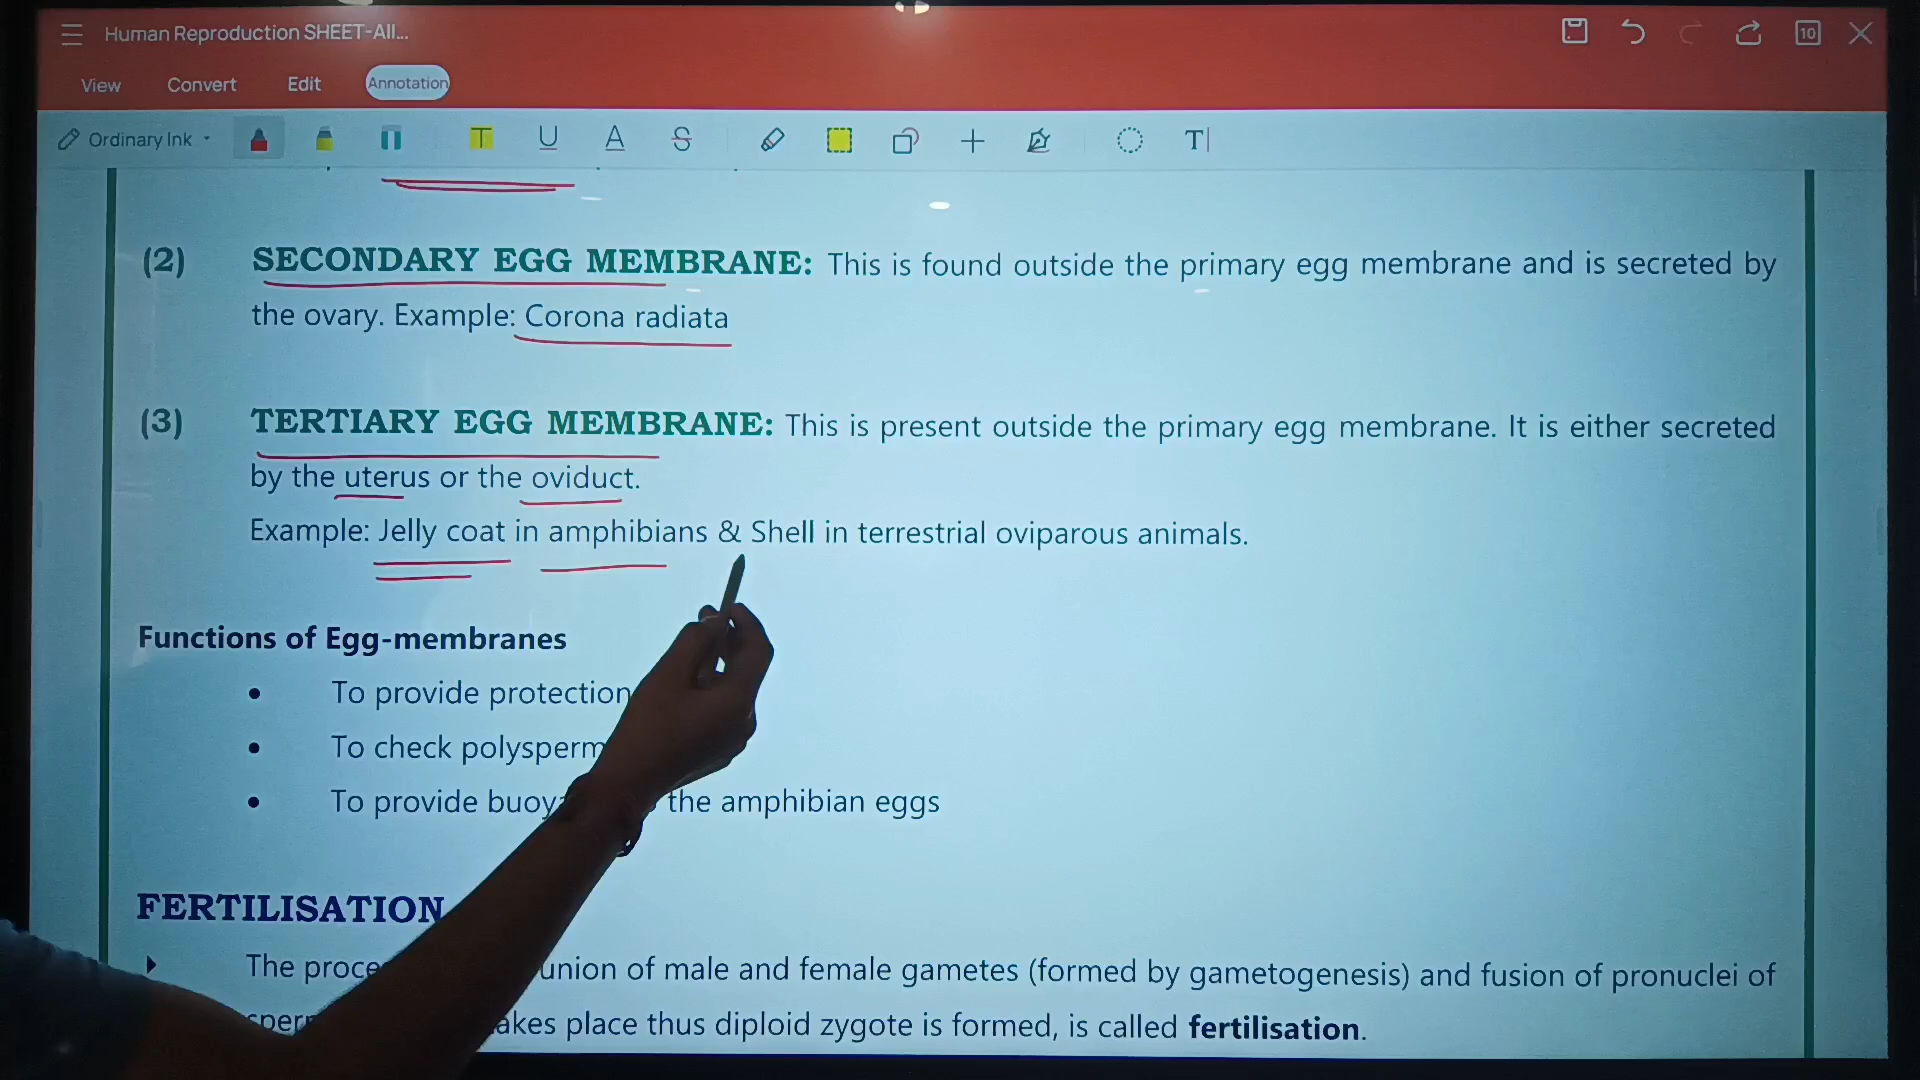 Human Reproduction SHEET-All...
10
View Convert Edit Annotation
Ordinary Ink
(2) SECONDARY EGG MEMBRANE: This is found outside the primary egg membrane and is secreted by
the ovary. Example: Corona radiata
(3) TERTIARY EGG MEMBRANE: This is present outside the primary egg membrane. It is either secreted
by the uterus or the oviduct.
Example: Jelly coat in amphibians & Shell in terrestrial oviparous animals.
Functions of Egg-membranes
• To provide protection
• To check
• To provide the amphibian eggs
FERTILISATION
The union of male and female gametes (formed by gametogenesis) and fusion of pronuclei of
place thus diploid zygote is formed, is called fertilisation.